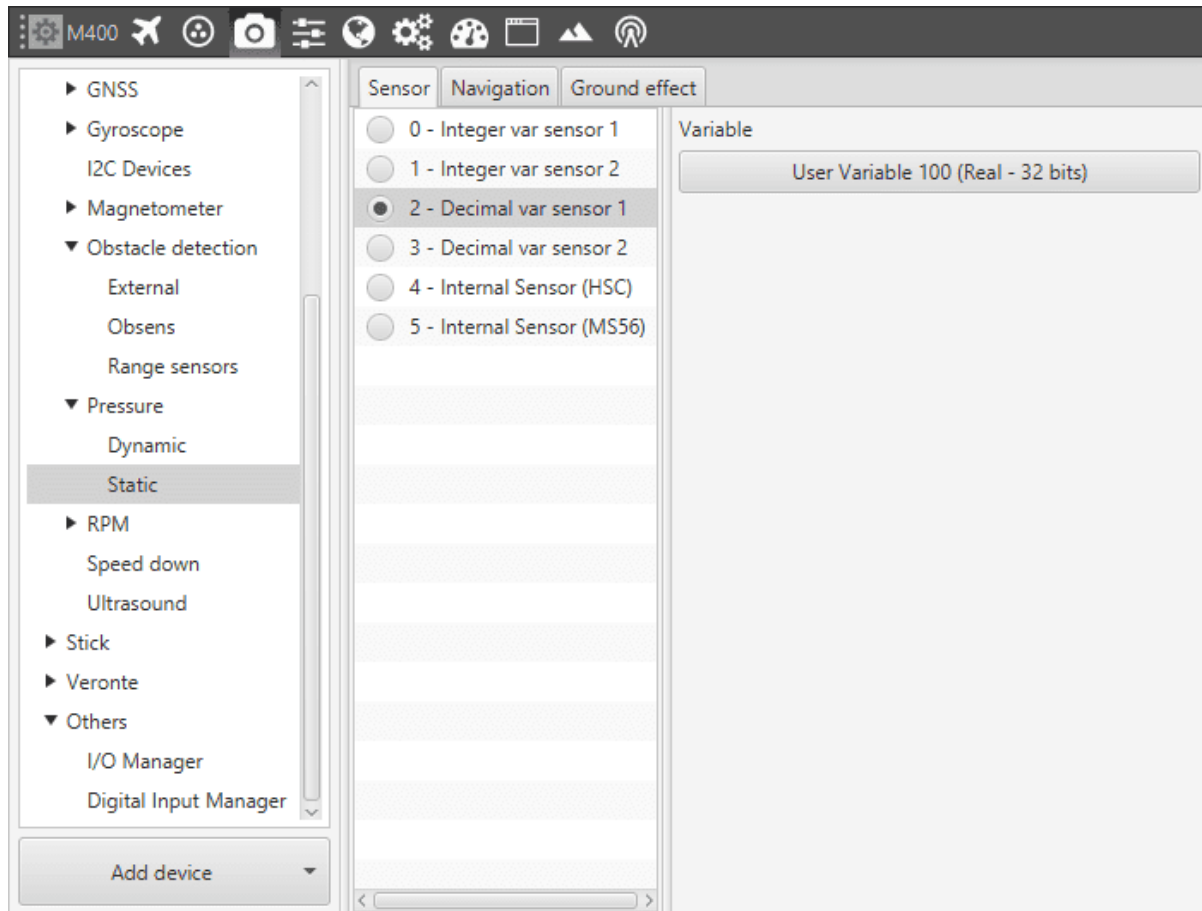 M400
GNSS
Gyroscope
I2C Devices
Magnetometer
Obstacle detection
External
Obsens
Range sensors
Pressure
Dynamic
Static
RPM
Speed down
Ultrasound
Stick
Veronte
Others
I/O Manager
Digital Input Manager
Add device
Sensor Navigation Ground effect
0 - Integer var sensor 1
1 - Integer var sensor 2
2 - Decimal var sensor 1
3 - Decimal var sensor 2
4 - Internal Sensor (HSC)
5 - Internal Sensor (MS56)
Variable
User Variable 100 (Real - 32 bits)